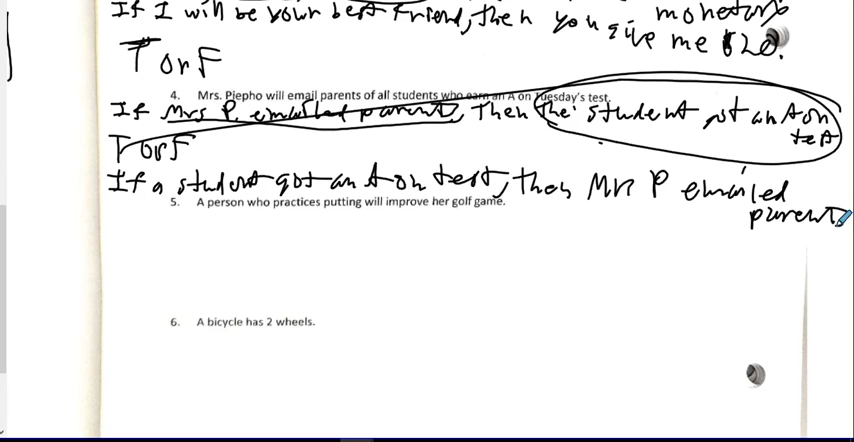 If I will be your best friend, then you give me $20.
monetary
T or F
4. Mrs. Piepho will email parents of all students who earn an A on Tuesday's test.
If Mrs P. emailed parents, Then the student got an A on test
T or F
If a student got an A on test, then Mrs P emailed parents
5. A person who practices putting will improve her golf game.
6. A bicycle has 2 wheels.